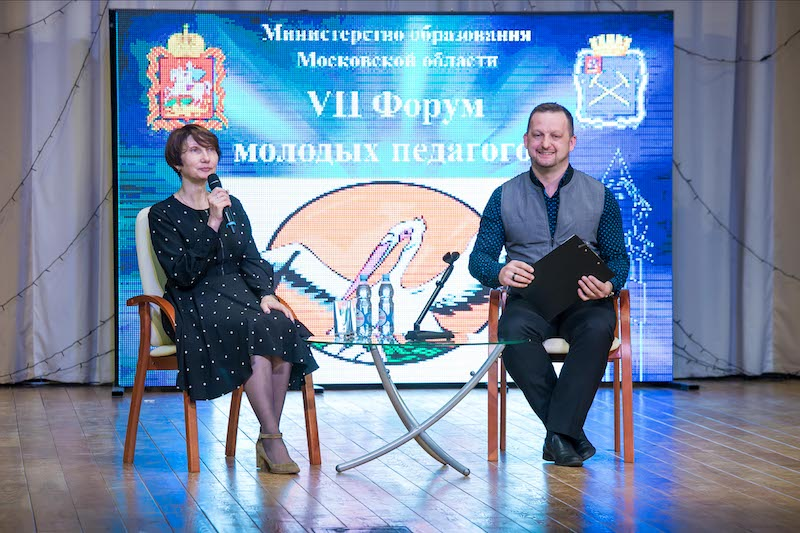 Министерство образования
Московской области
VII Форум
молодых педагого